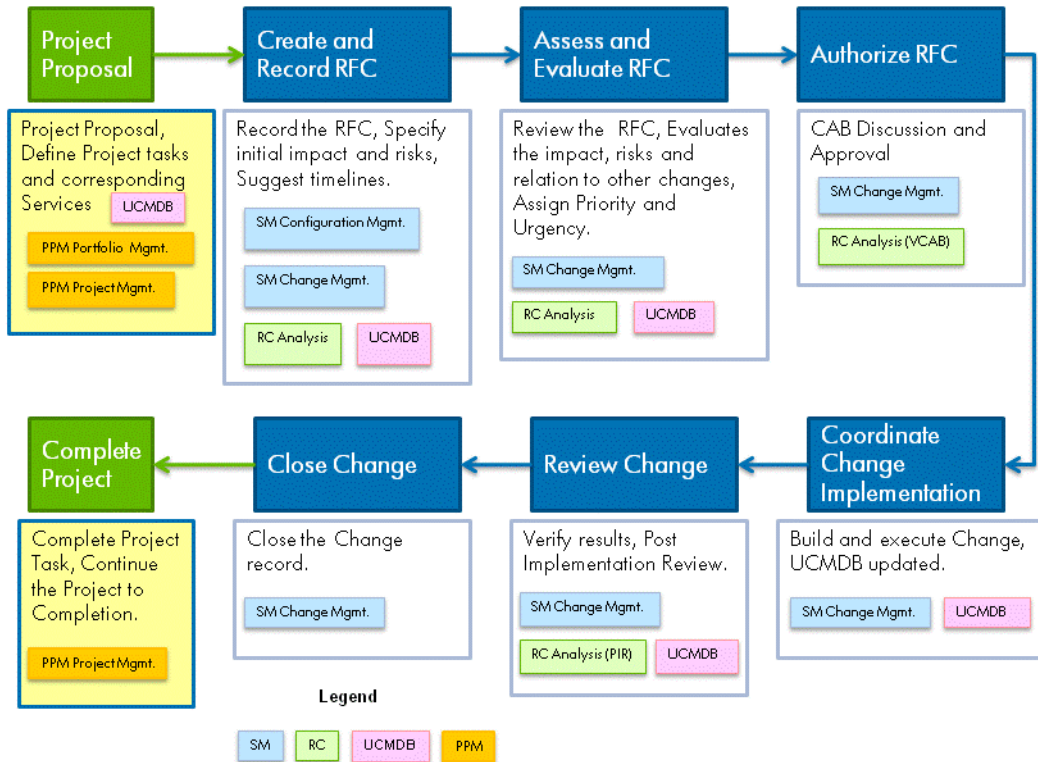 Project
Proposal
Create and
Record RFC
Assess and
Evaluate RFC
Authorize RFC
Project Proposal,
Define Project tasks
and corresponding
Services
UCMDB
PPM Portfolio Mgmt.
PPM Project Mgmt.
Record the RFC, Specify
initial impact and risks,
Suggest timelines.
SM Configuration Mgmt.
SM Change Mgmt.
RC Analysis
UCMDB
Review the RFC, Evaluates
the impact, risks and
relation to other changes,
Assign Priority and
Urgency.
SM Change Mgmt.
RC Analysis
UCMDB
CAB Discussion and
Approval
SM Change Mgmt.
RC Analysis (VCAB)
Complete
Project
Close Change
Review Change
Coordinate
Change
Implementation
Complete Project
Task, Continue
the Project to
Completion.
PPM Project Mgmt.
Close the Change
record.
SM Change Mgmt.
Verify results, Post
Implementation Review.
SM Change Mgmt.
RC Analysis (PIR)
UCMDB
Build and execute Change,
UCMDB updated.
SM Change Mgmt.
UCMDB
Legend
SM
RC
UCMDB
PPM